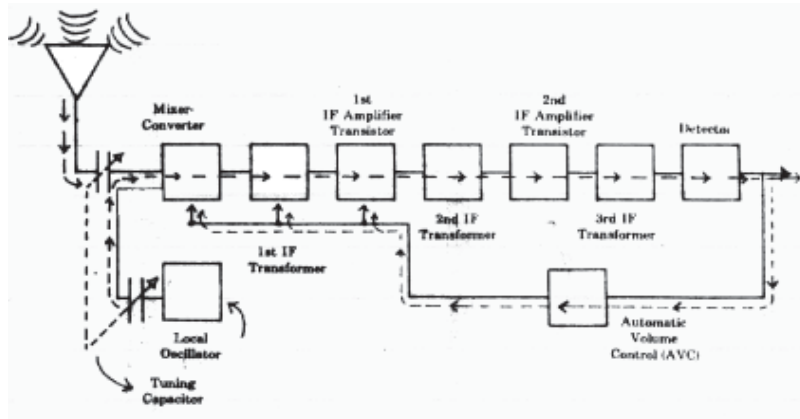 Mixer-
Converter
1st
IF Amplifier
Transistor
2nd
IF Amplifier
Transistor
Detector
1st IF
Transformer
2nd IF
Transformer
3rd IF
Transformer
Local
Oscillator
Tuning
Capacitor
Automatic
Volume
Control (AVC)